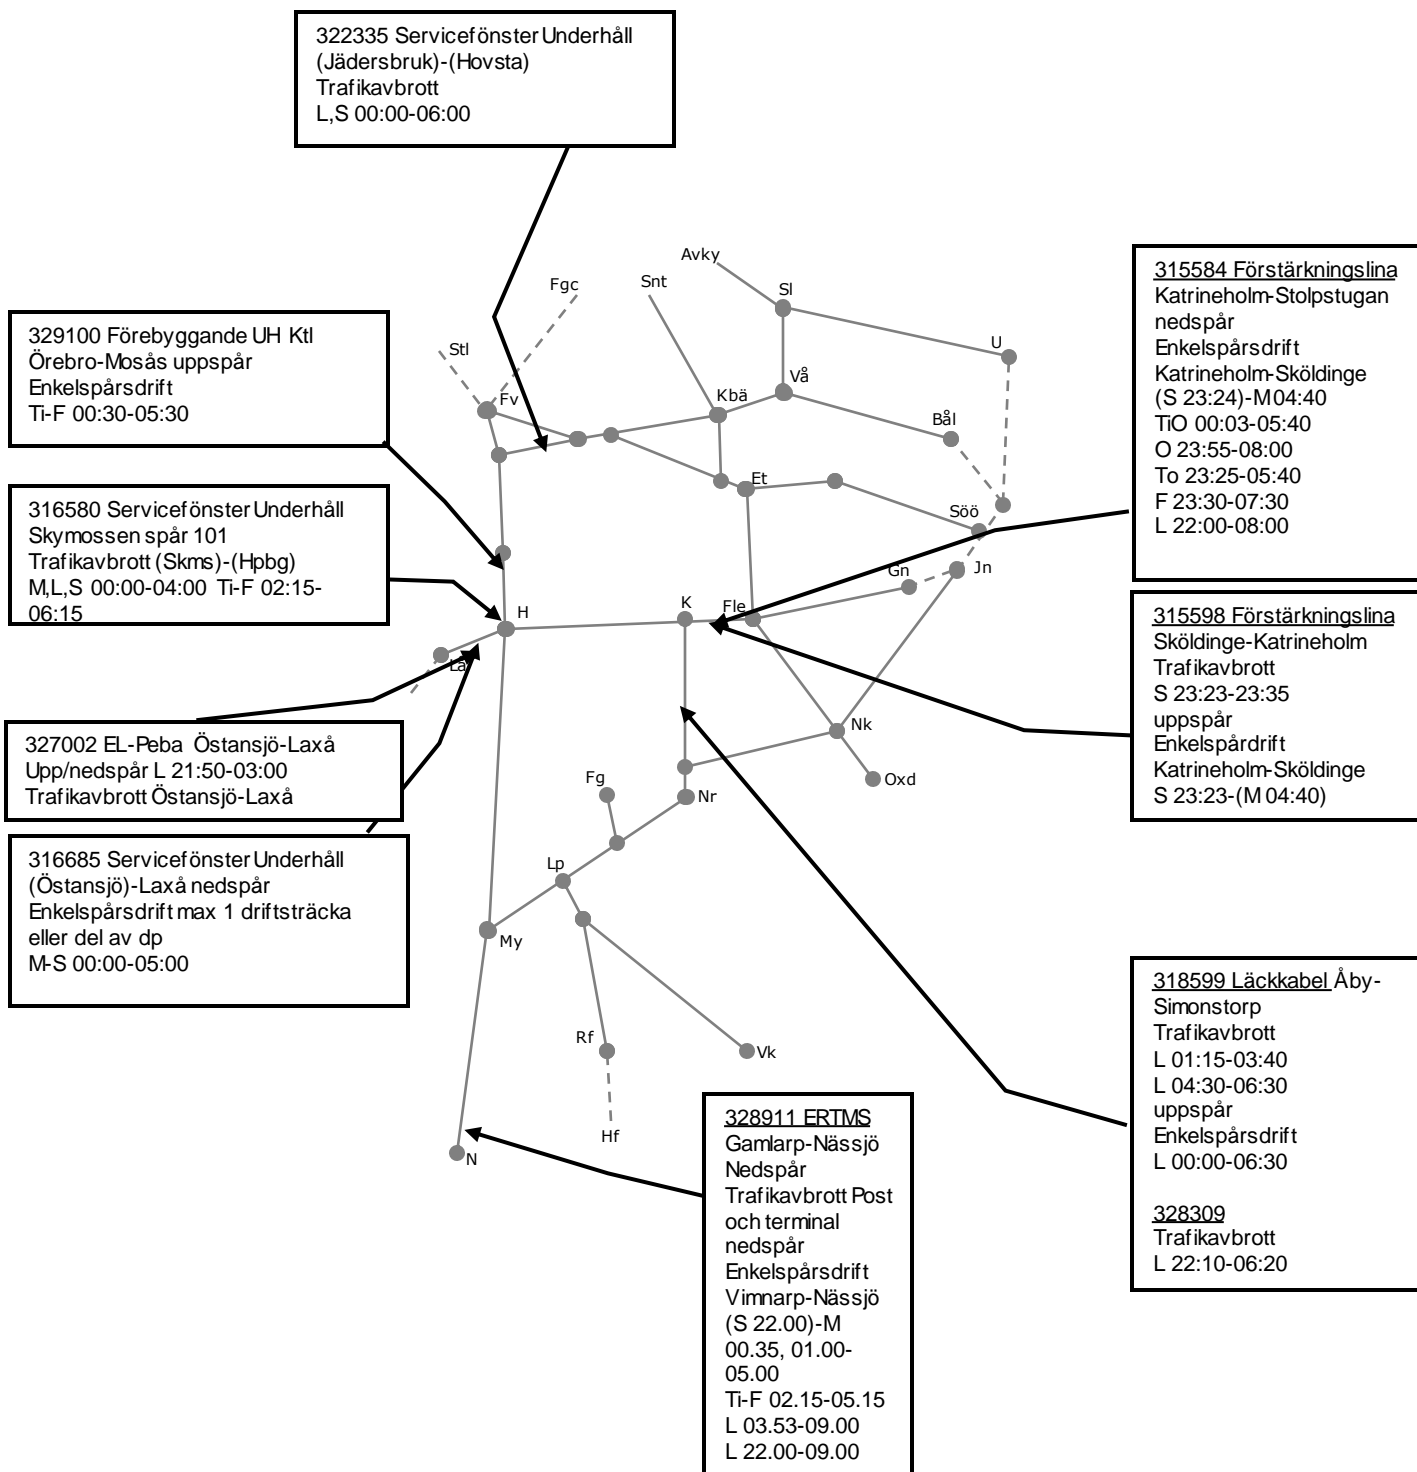 322335 Servicefönster Underhåll
(Jädersbruk)-(Hovsta)
Trafikavbrott
L,S 00:00-06:00
329100 Förebyggande UH Ktl
Örebro-Mosås uppspår
Enkelspårsdrift
Ti-F 00:30-05:30
316580 Servicefönster Underhåll
Skymossen spår 101
Trafikavbrott (Skms)-(Hpbg)
M,L,S 00:00-04:00 Ti-F 02:15-
06:15
327002 EL-Peba Östansjö-Laxå
Upp/nedspår L 21:50-03:00
Trafikavbrott Östansjö-Laxå
316685 Servicefönster Underhåll
(Östansjö)-Laxå nedspår
Enkelspårsdrift max 1 driftsträcka
eller del av dp
M-S 00:00-05:00
Avky
Snt
Fgc
Sl
Stl
U
Vå
Kbä
Fv
Bål
Et
Söö
Gn
Jn
K
Fle
H
Lå
Nk
Oxd
Fg
Nr
Lp
My
Rf
Vk
Hf
N
315584 Förstärkningslina
Katrineholm-Stolpstugan
nedspår
Enkelspårsdrift
Katrineholm-Sköldinge
(S 23:24)-M 04:40
TiO 00:03-05:40
O 23:55-08:00
To 23:25-05:40
F 23:30-07:30
L 22:00-08:00
315598 Förstärkningslina
Sköldinge-Katrineholm
Trafikavbrott
S 23:23-23:35
uppspår
Enkelspårdrift
Katrineholm-Sköldinge
S 23:23-(M 04:40)
318599 Läckkabel Åby-
Simonstorp
Trafikavbrott
L 01:15-03:40
L 04:30-06:30
uppspår
Enkelspårsdrift
L 00:00-06:30
328309
Trafikavbrott
L 22:10-06:20
328911 ERTMS
Gamlarp-Nässjö
Nedspår
Trafikavbrott Post
och terminal
nedspår
Enkelspårsdrift
Vimnarp-Nässjö
(S 22.00)-M
00.35, 01.00-
05.00
Ti-F 02.15-05.15
L 03.53-09.00
L 22.00-09.00